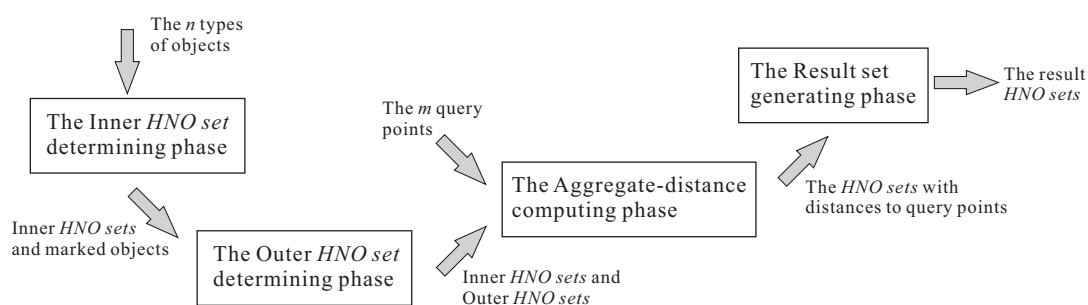 The n types
of objects
The Inner HNO set
determining phase
Inner HNO sets
and marked objects
The Outer HNO set
determining phase
Inner HNO sets and
Outer HNO sets
The m query
points
The Aggregate-distance
computing phase
The HNO sets with
distances to query points
The Result set
generating phase
The result
HNO sets